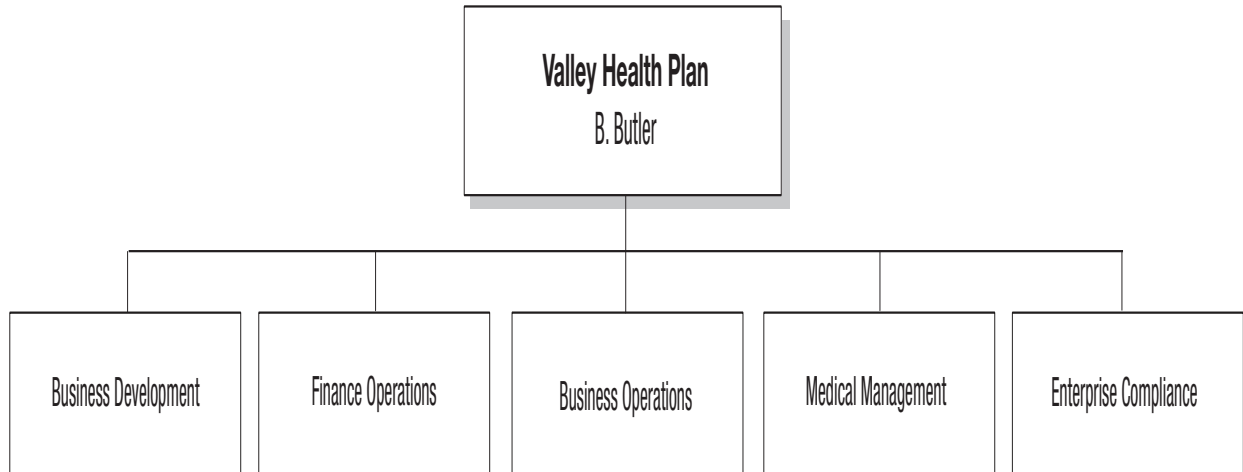 Valley Health Plan
B. Butler
Business Development
Finance Operations
Business Operations
Medical Management
Enterprise Compliance